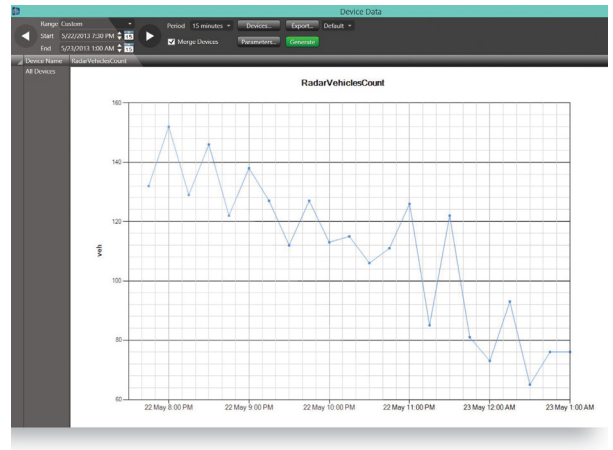 Device Data
Range Custom
Period 15 minutes Devices... Export... Default
Start 5/22/2013 7:30 PM 15
Merge Devices Parameters... Generate
End 5/23/2013 1:00 AM 15
Device Name RadarVehiclesCount
All Devices
RadarVehiclesCount
160
140
120
veh
100
80
60
22 May 8:00 PM 22 May 9:00 PM 22 May 10:00 PM 22 May 11:00 PM 23 May 12:00 AM 23 May 1:00 AM